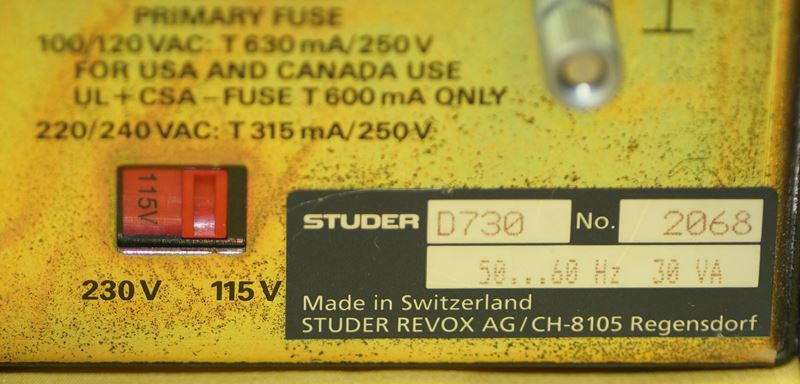 PRIMARY FUSE
100/120 VAC: T 630 mA/250 V
FOR USA AND CANADA USE
UL + CSA – FUSE T 600 mA ONLY
220/240 VAC: T 315 mA/250 V
115V
230 V 115 V
STUDER D730 No. 2068
50...60 Hz 30 VA
Made in Switzerland
STUDER REVOX AG/CH-8105 Regensdorf